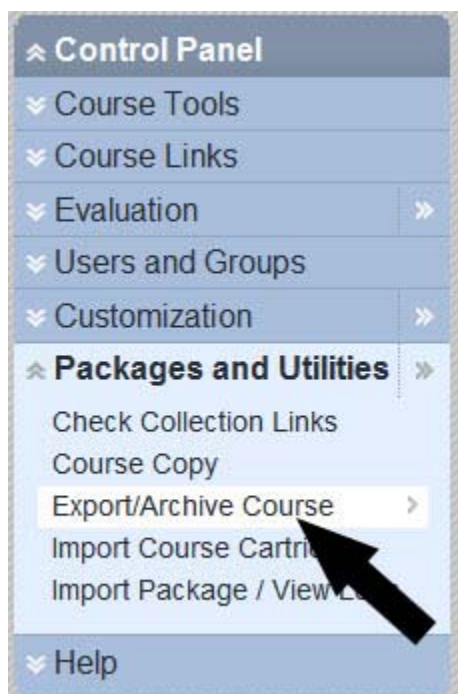 Control Panel
Course Tools
Course Links
Evaluation
Users and Groups
Customization
Packages and Utilities
Check Collection Links
Course Copy
Export/Archive Course
Import Course
Import Package / View
Help